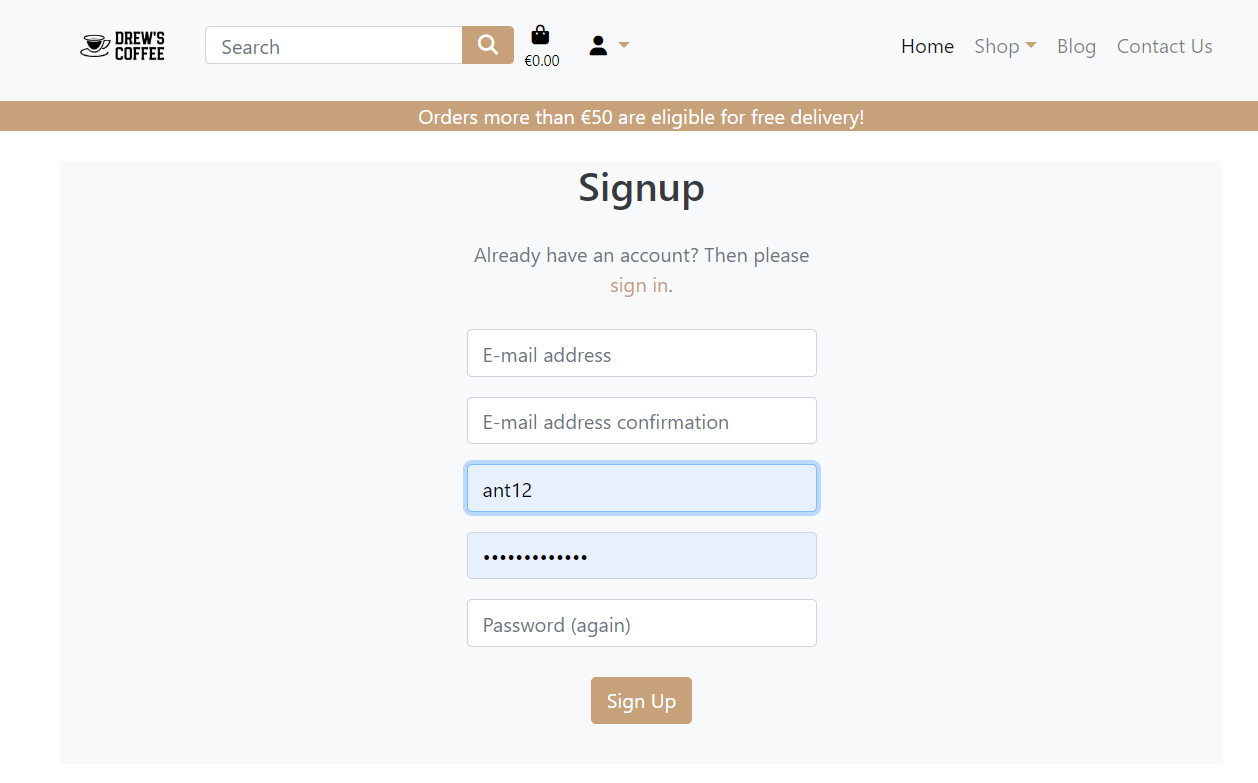 DREW'S
COFFEE
Search
€0.00
Home
Shop
Blog
Contact Us
Orders more than €50 are eligible for free delivery!
Signup
Already have an account? Then please
sign in.
E-mail address
E-mail address confirmation
ant12
•••••••••••••
Password (again)
Sign Up